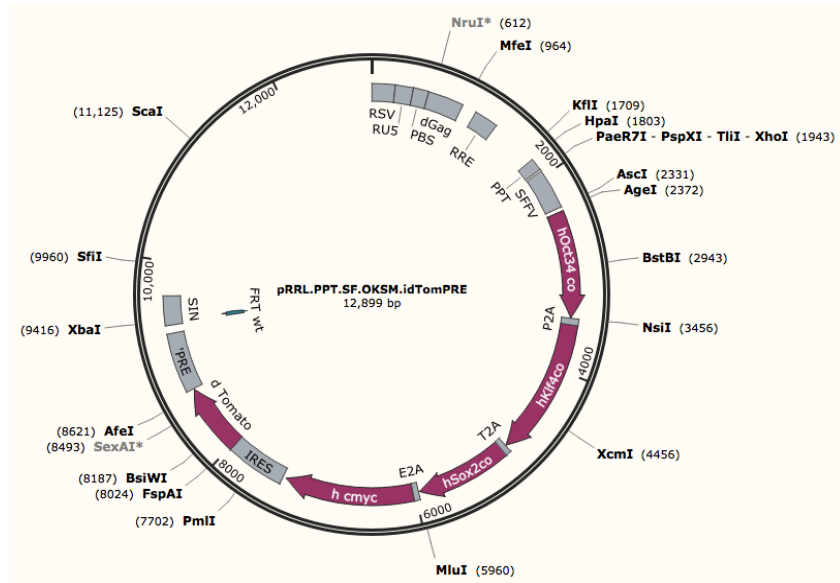 NruI* (612)
MfeI (964)
KflI (1709)
HpaI (1803)
PaeR7I - PspXI - TliI - XhoI (1943)
AscI (2331)
AgeI (2372)
BstBI (2943)
NsiI (3456)
XcmI (4456)
MluI (5960)
(7702) PmlI
(8024) FspAI
(8187) BsiWI
(8493) SexAI*
(8621) AfeI
(9416) XbaI
(9960) SfiI
(11,125) ScaI
2000
4000
6000
8000
10,000
12,000
RSV
RU5
PBS
dGag
RRE
PPT
SFFV
hOct34 co
P2A
hKlf4co
T2A
hSox2co
E2A
h cmyc
IRES
d Tomato
'PRE
SIN
FRT wt
pRRL.PPT.SF.OKSM.idTomPRE
12,899 bp